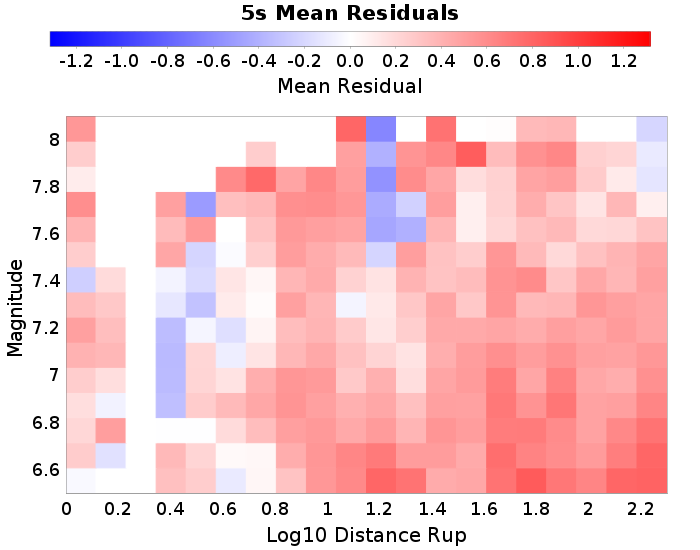 5s Mean Residuals
-1.2 -1.0 -0.8 -0.6 -0.4 -0.2 0.0 0.2 0.4 0.6 0.8 1.0 1.2
Mean Residual
8
7.8
7.6
7.4
7.2
7
6.8
6.6
Magnitude
0 0.2 0.4 0.6 0.8 1 1.2 1.4 1.6 1.8 2 2.2
Log10 Distance Rup